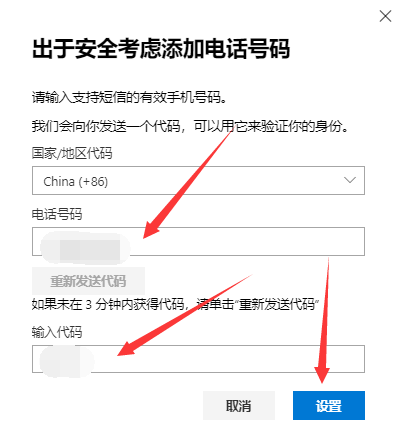 出于安全考虑添加电话号码
请输入支持短信的有效手机号码。
我们会向你发送一个代码，可以用它来验证你的身份。
国家/地区代码
China (+86)
电话号码
重新发送代码
如果未在 3 分钟内获得代码，请单击“重新发送代码”
输入代码
取消
设置